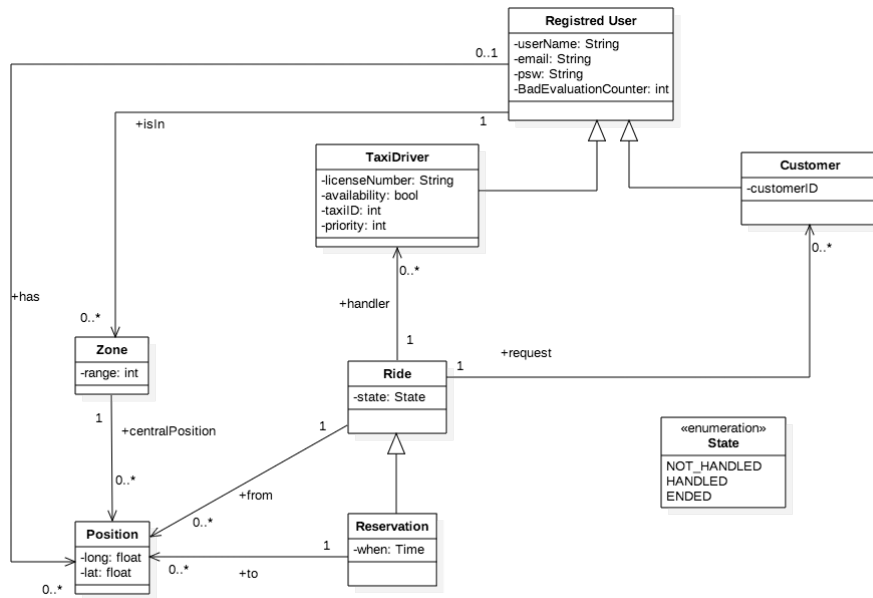 Registred User
-userName: String
-email: String
-psw: String
-BadEvaluationCounter: int
0..1
+isIn
1
TaxiDriver
-licenseNumber: String
-availability: bool
-taxiID: int
-priority: int
Customer
-customerID
0..*
0..*
+has
+handler
0..*
1
Zone
-range: int
+request
1
Ride
-state: State
1
+centralPosition
1
«enumeration»
State
NOT_HANDLED
HANDLED
ENDED
0..*
+from
0..*
Position
-long: float
-lat: float
Reservation
-when: Time
1
0..*
+to
0..*